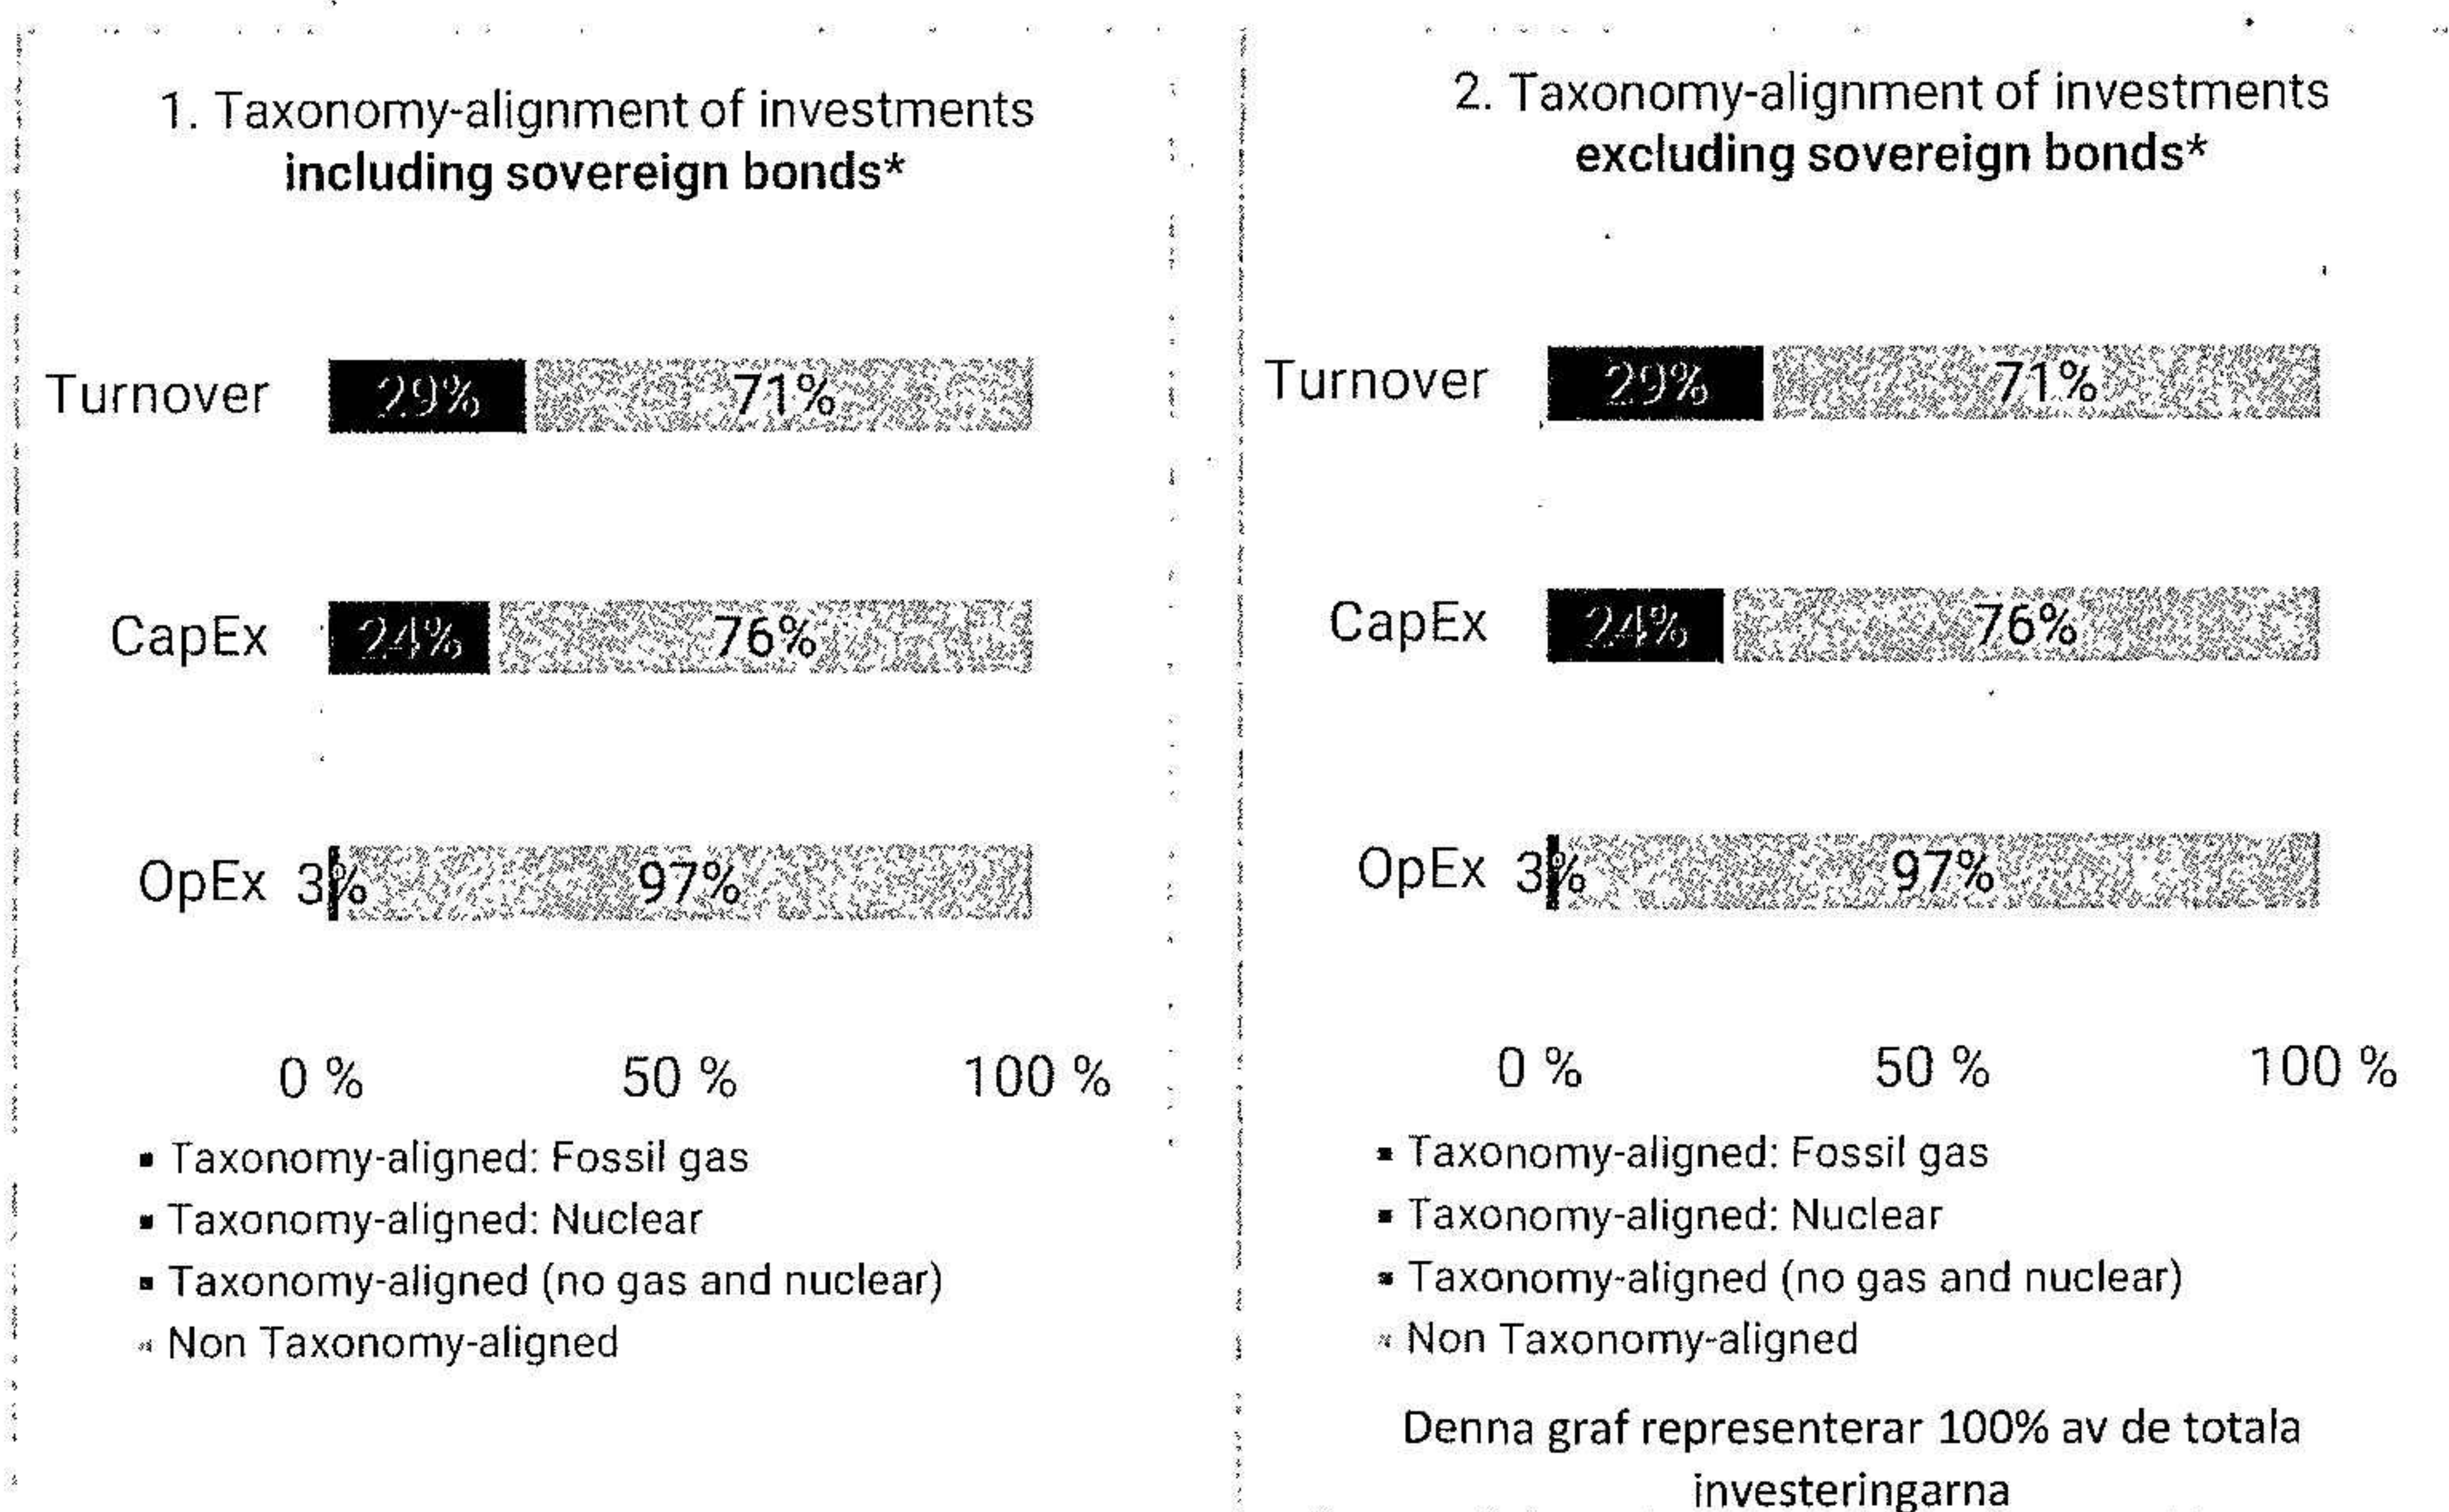 1. Taxonomy-alignment of investments
including sovereign bonds*
Turnover 29% 71%
CapEx 24% 76%
OpEx 3% 97%
0 % 50 % 100 %
▪ Taxonomy-aligned: Fossil gas
▪ Taxonomy-aligned: Nuclear
▪ Taxonomy-aligned (no gas and nuclear)
▪ Non Taxonomy-aligned
2. Taxonomy-alignment of investments
excluding sovereign bonds*
Turnover 29% 71%
CapEx 24% 76%
OpEx 3% 97%
0 % 50 % 100 %
▪ Taxonomy-aligned: Fossil gas
▪ Taxonomy-aligned: Nuclear
▪ Taxonomy-aligned (no gas and nuclear)
▪ Non Taxonomy-aligned
Denna graf representerar 100% av de totala
investeringarna